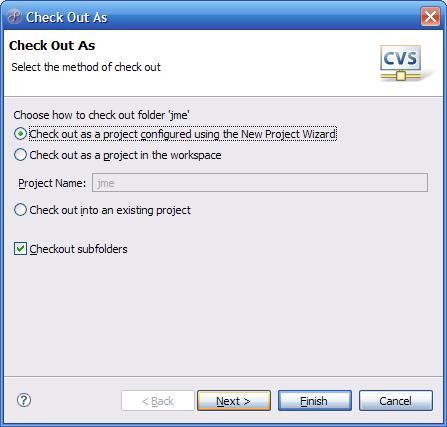 Check Out As
Check Out As
Select the method of check out
CVS
Choose how to check out folder 'jme'
Check out as a project configured using the New Project Wizard
Check out as a project in the workspace
Project Name: jme
Check out into an existing project
Checkout subfolders
? < Back Next > Finish Cancel